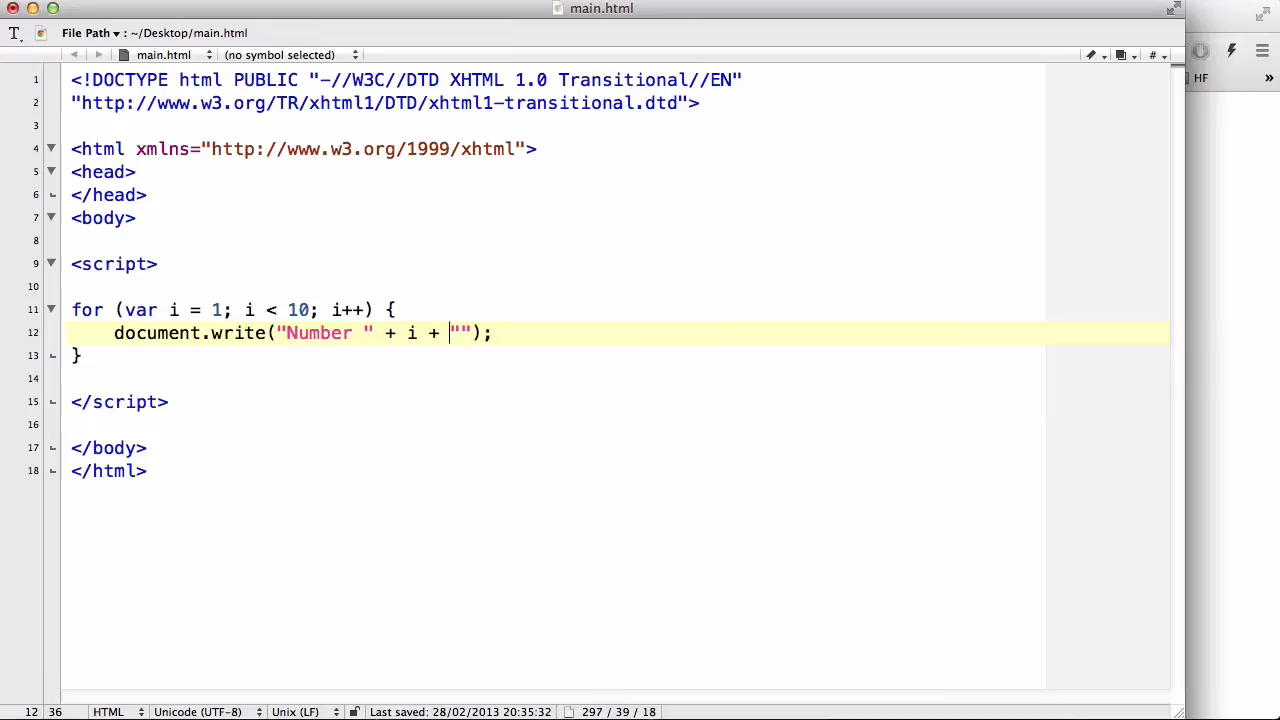 main.html
T. File Path ▾ : ~/Desktop/main.html
main.html (no symbol selected) # HF »
1 <!DOCTYPE html PUBLIC "-//W3C//DTD XHTML 1.0 Transitional//EN"
2 "http://www.w3.org/TR/xhtml1/DTD/xhtml1-transitional.dtd">
3
4 <html xmlns="http://www.w3.org/1999/xhtml">
5 <head>
6 </head>
7 <body>
8
9 <script>
10
11 for (var i = 1; i < 10; i++) {
12 document.write("Number " + i + "");
13 }
14
15 </script>
16
17 </body>
18 </html>
12 36 HTML Unicode (UTF-8) Unix (LF) Last saved: 28/02/2013 20:35:32 297 / 39 / 18